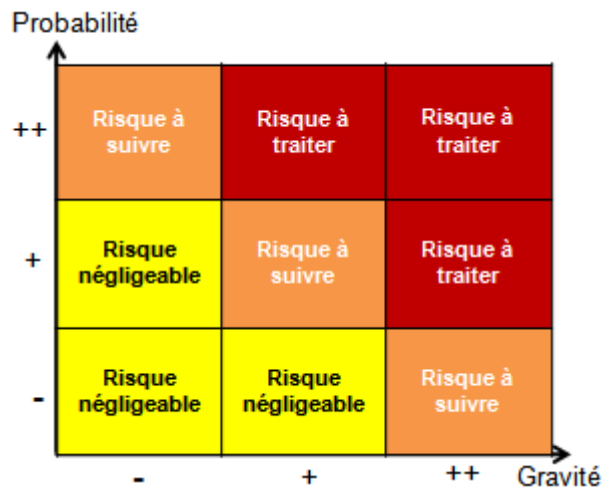 Probabilité
++
Risque à
suivre
Risque à
traiter
Risque à
traiter
+
Risque
négligeable
Risque à
suivre
Risque à
traiter
-
Risque
négligeable
Risque
négligeable
Risque à
suivre
-
+
++
Gravité